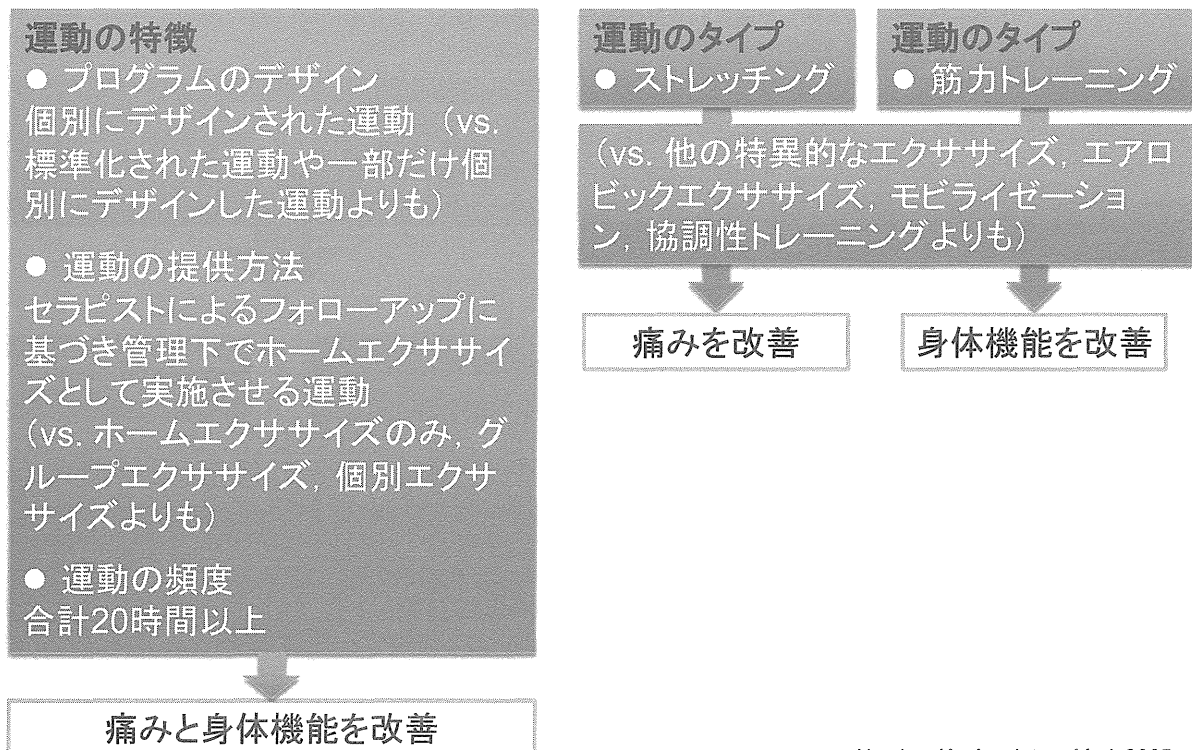 運動の特徴
● プログラムのデザイン
個別にデザインされた運動 (vs.
標準化された運動や一部だけ個
別にデザインした運動よりも)
● 運動の提供方法
セラピストによるフォローアップに
基づき管理下でホームエクササイ
ズとして実施させる運動
(vs. ホームエクササイズのみ, グ
ループエクササイズ, 個別エクサ
サイズよりも)
● 運動の頻度
合計20時間以上
痛みと身体機能を改善
運動のタイプ
● ストレッチング
運動のタイプ
● 筋力トレーニング
(vs. 他の特異的なエクササイズ, エアロ
ビックエクササイズ, モビライゼーショ
ン, 協調性トレーニングよりも)
痛みを改善
身体機能を改善